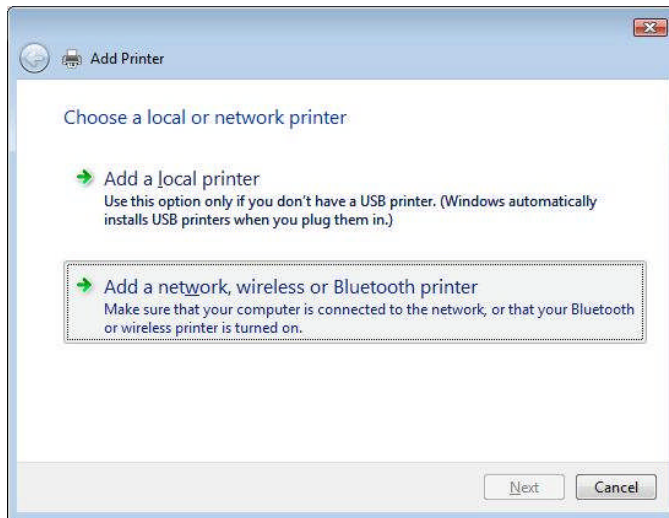 Add Printer
Choose a local or network printer
Add a local printer
Use this option only if you don't have a USB printer. (Windows automatically
installs USB printers when you plug them in.)
Add a network, wireless or Bluetooth printer
Make sure that your computer is connected to the network, or that your Bluetooth
or wireless printer is turned on.
Next Cancel